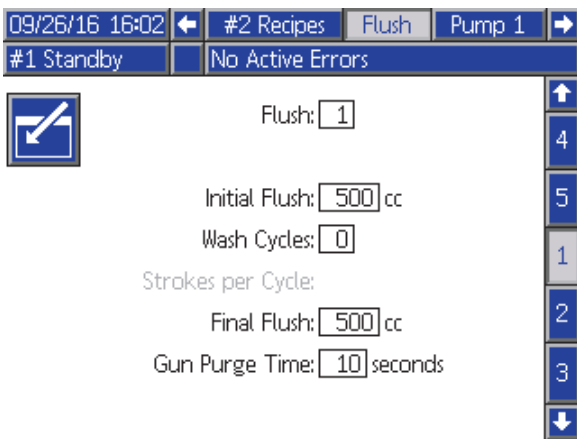 09/26/16 16:02 #2 Recipes Flush Pump 1
#1 Standby No Active Errors
Flush: 1
4
Initial Flush: 500 cc
5
Wash Cycles: 0
1
Strokes per Cycle:
Final Flush: 500 cc
2
Gun Purge Time: 10 seconds
3